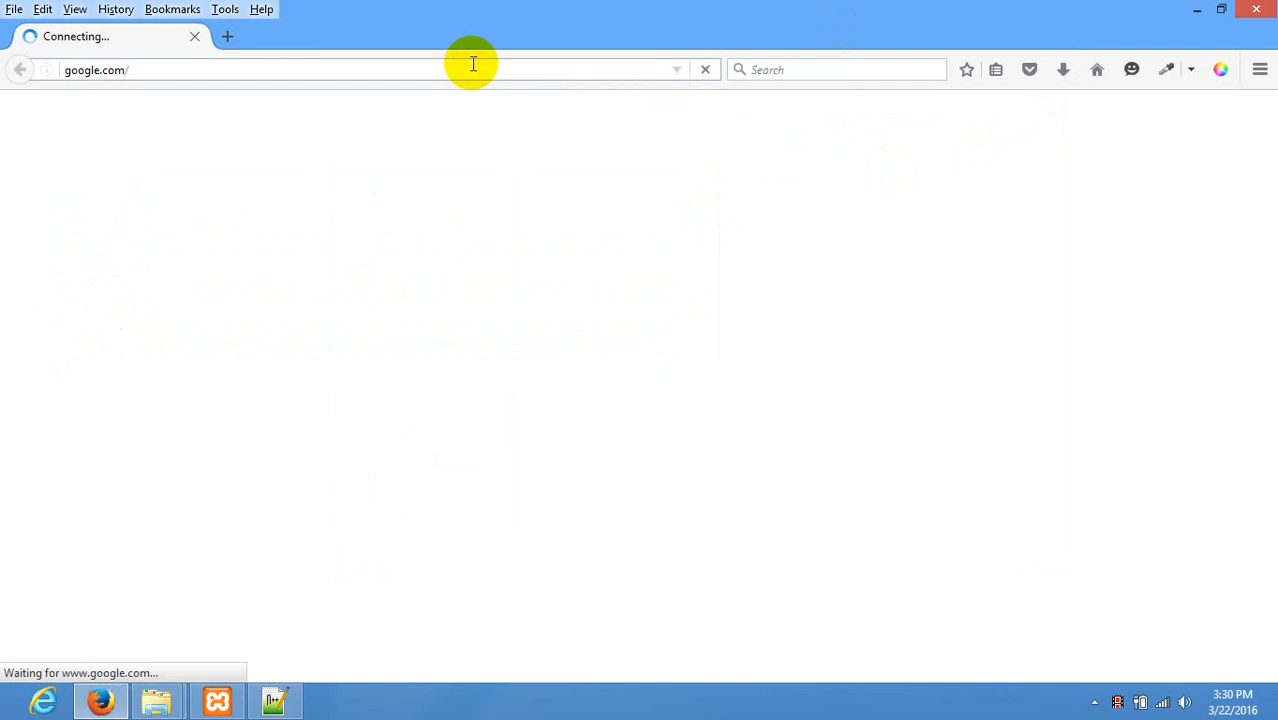 File Edit View History Bookmarks Tools Help
Connecting...
google.com/
Search
Waiting for www.google.com...
3:30 PM
3/22/2016